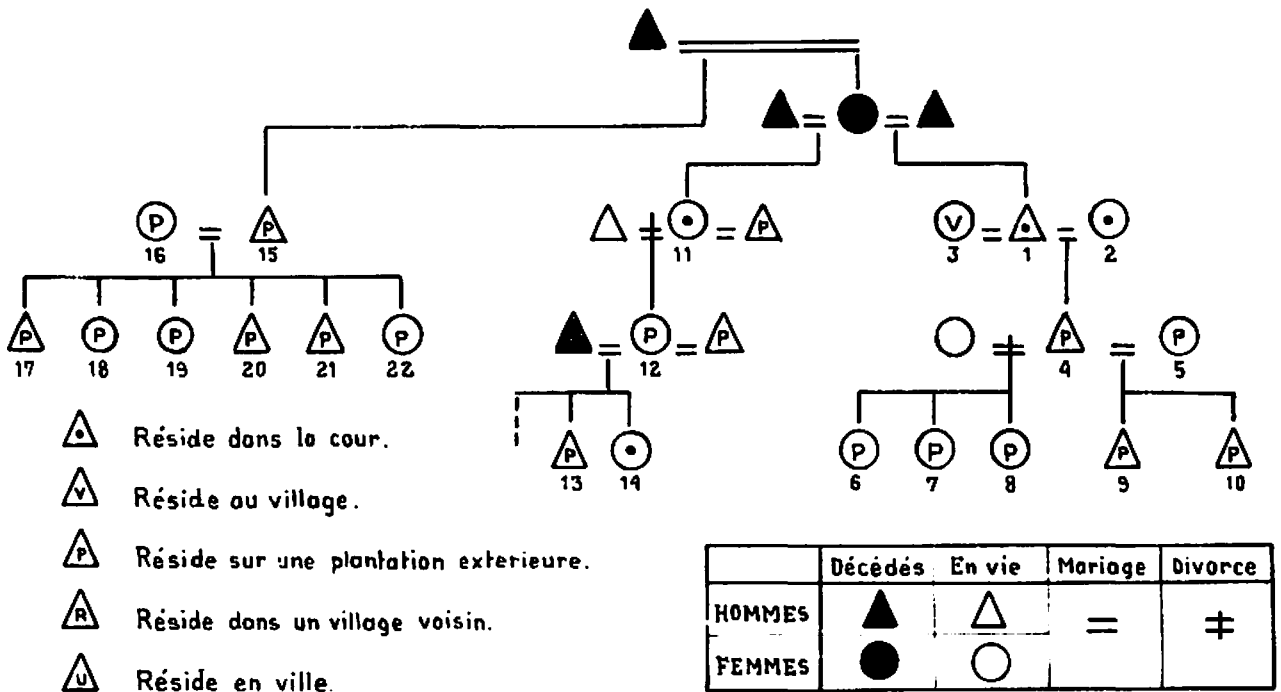 P V • •
16 15 11 P 3 1 2
P P P P P P P P P P
17 18 19 20 21 22 12 4 5
P • P P P P P
13 14 6 7 8 9 10
• Réside dans la cour.
V Réside au village.
P Réside sur une plantation exterieure.
R Réside dans un village voisin.
U Réside en ville.
Décédés En vie Mariage Divorce
HOMMES = ǂ
FEMMES